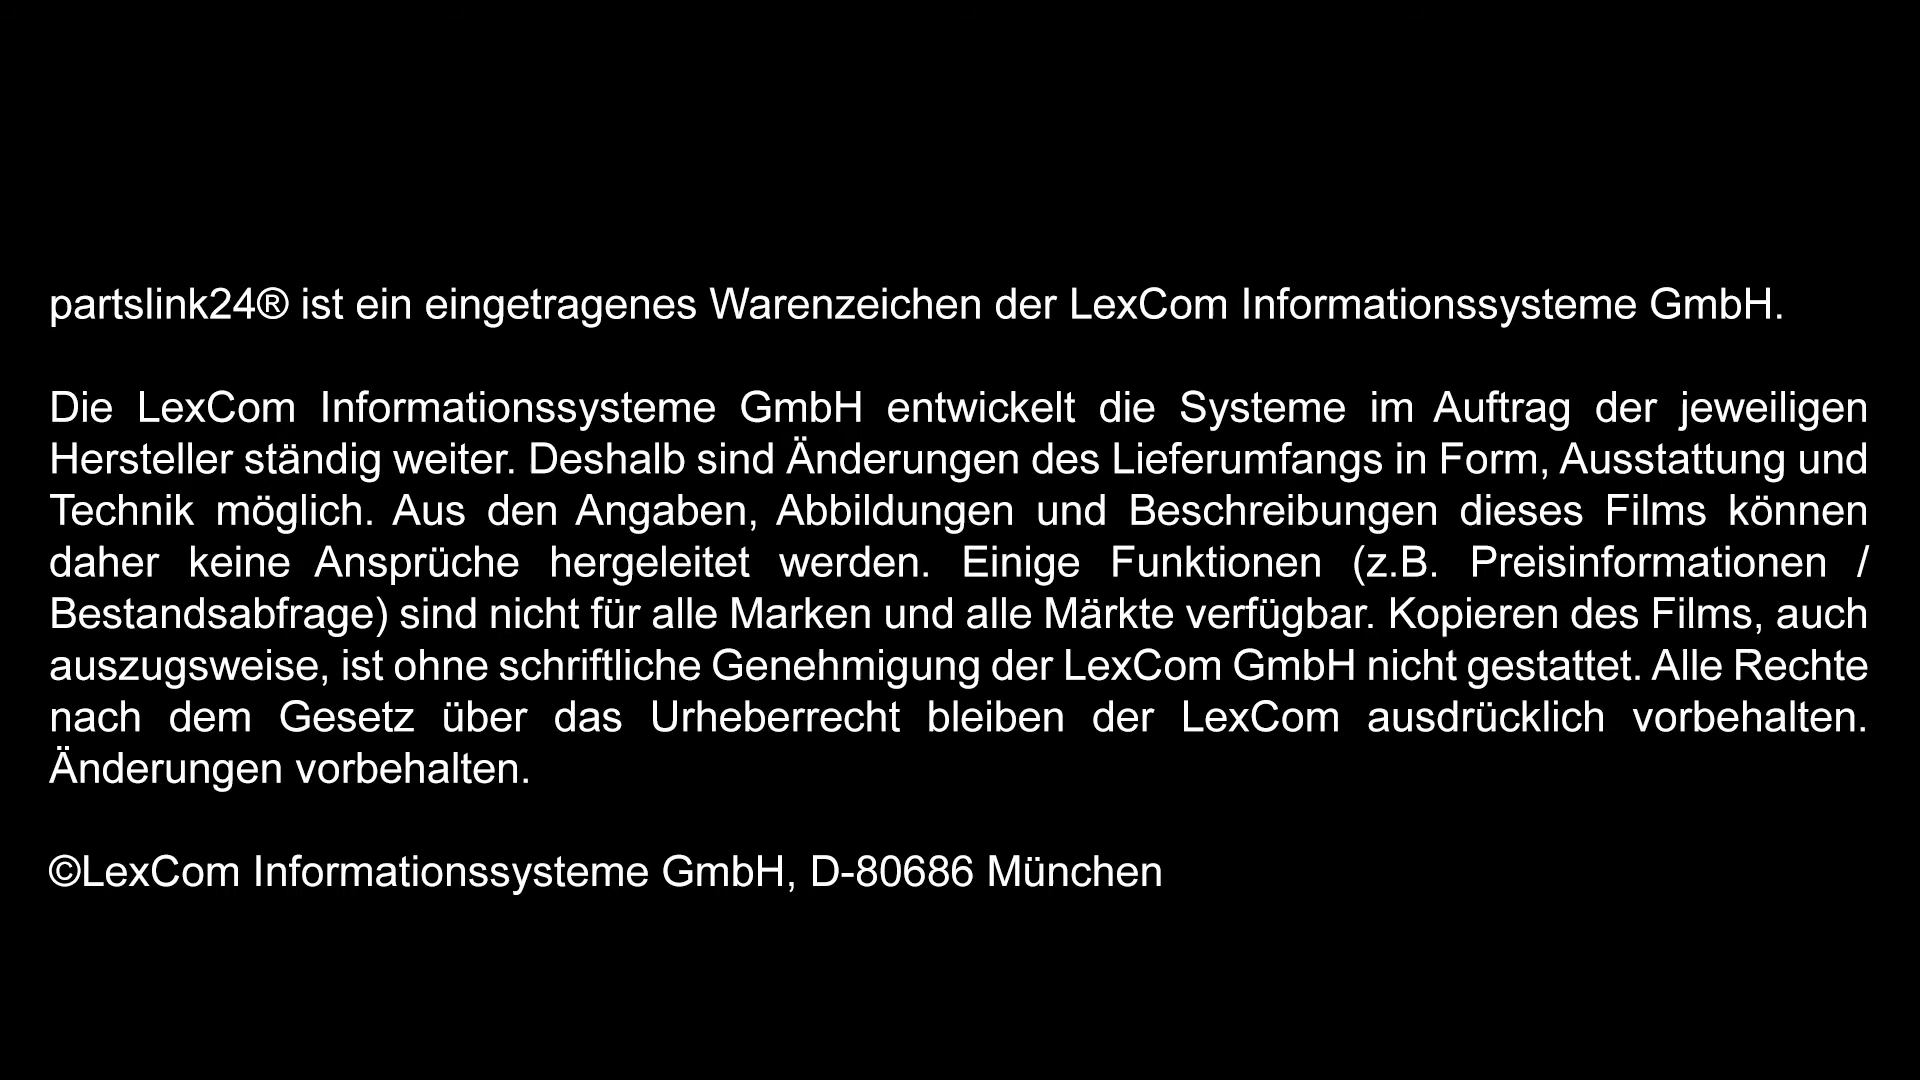 partslink24® ist ein eingetragenes Warenzeichen der LexCom Informationssysteme GmbH.
Die LexCom Informationssysteme GmbH entwickelt die Systeme im Auftrag der jeweiligen
Hersteller ständig weiter. Deshalb sind Änderungen des Lieferumfangs in Form, Ausstattung und
Technik möglich. Aus den Angaben, Abbildungen und Beschreibungen dieses Films können
daher keine Ansprüche hergeleitet werden. Einige Funktionen (z.B. Preisinformationen /
Bestandsabfrage) sind nicht für alle Marken und alle Märkte verfügbar. Kopieren des Films, auch
auszugsweise, ist ohne schriftliche Genehmigung der LexCom GmbH nicht gestattet. Alle Rechte
nach dem Gesetz über das Urheberrecht bleiben der LexCom ausdrücklich vorbehalten.
Änderungen vorbehalten.
©LexCom Informationssysteme GmbH, D-80686 München